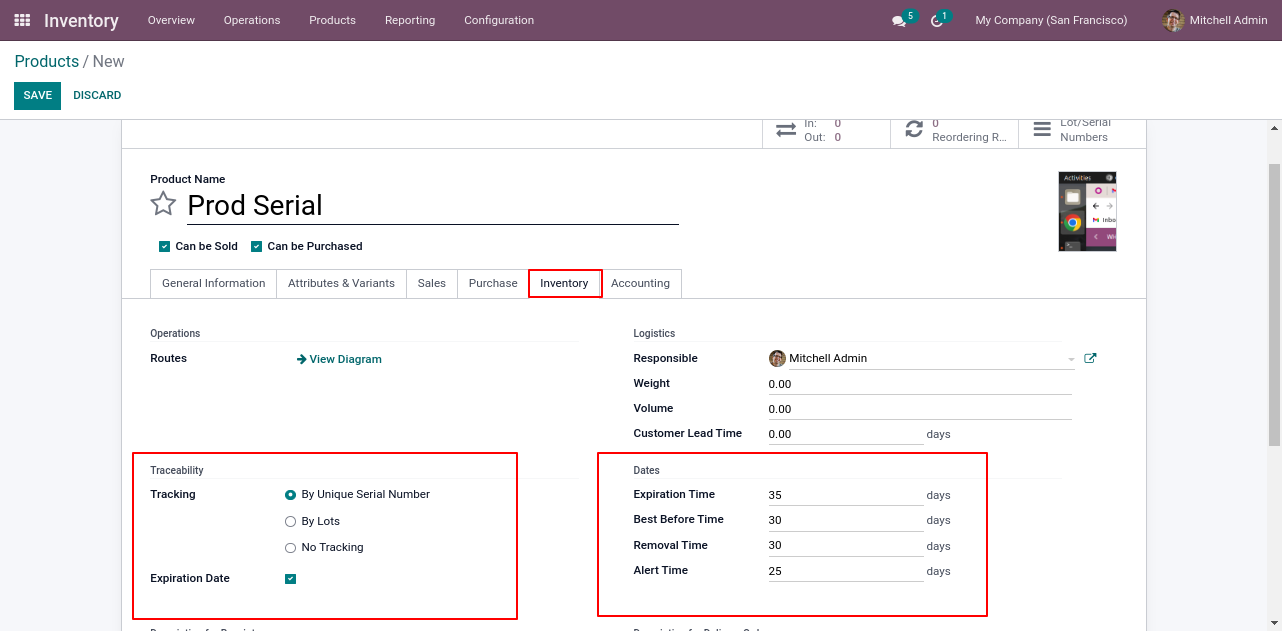 Inventory Overview Operations Products Reporting Configuration 5 1 My Company (San Francisco) Mitchell Admin
Products / New
SAVE DISCARD
In: 0
Out: 0
0
Reordering R...
Lot/Serial
Numbers
Product Name
Prod Serial
Can be Sold Can be Purchased
Activities
Inbo
General Information Attributes & Variants Sales Purchase Inventory Accounting
Operations
Routes View Diagram
Logistics
Responsible Mitchell Admin
Weight 0.00
Volume 0.00
Customer Lead Time 0.00 days
Traceability
Tracking By Unique Serial Number
By Lots
No Tracking
Expiration Date
Dates
Expiration Time 35 days
Best Before Time 30 days
Removal Time 30 days
Alert Time 25 days